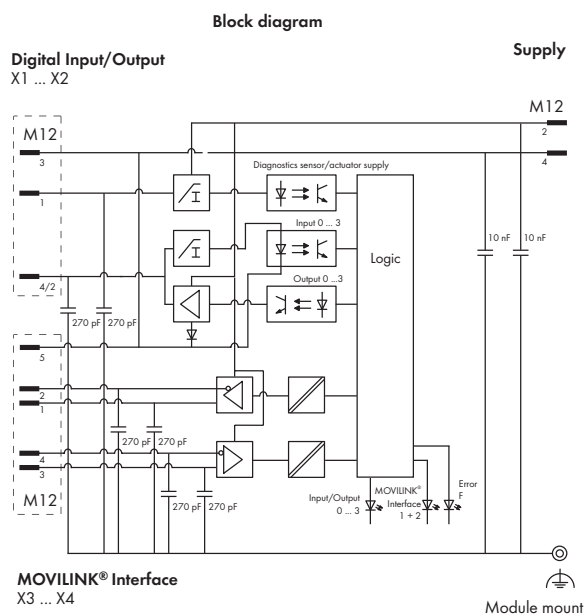 Block diagram
Digital Input/Output
X1 ... X2
Supply
M12
M12
2
3
4
Diagnostics sensor/actuator supply
1
Input 0 ... 3
10 nF
10 nF
Logic
4/2
Output 0 ...3
270 pF
270 pF
5
2
1
270 pF
270 pF
4
3
M12
270 pF
270 pF
Input/Output
0 ... 3
MOVILINK®
Interface
1 + 2
Error
F
MOVILINK® Interface
X3 ... X4
Module mount